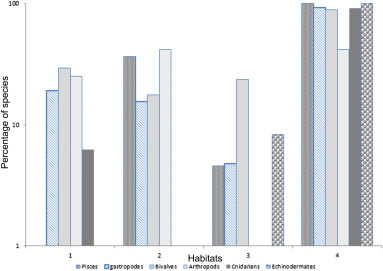 Percentage of species
100
10
1
1 2 3 4
Habitats
Pisces gastropodes Bivalves Arthropods Cnidarians Echinodermates